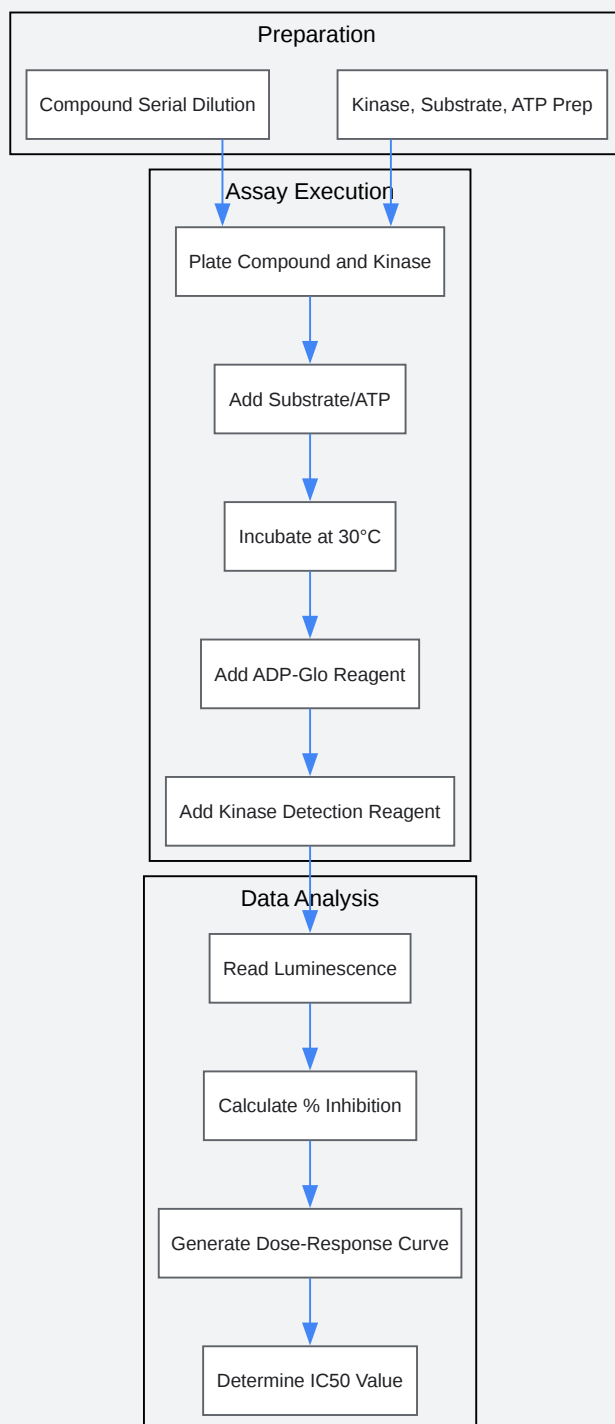 Preparation
Compound Serial Dilution
Kinase, Substrate, ATP Prep
Assay Execution
Plate Compound and Kinase
Add Substrate/ATP
Incubate at 30°C
Add ADP-Glo Reagent
Add Kinase Detection Reagent
Data Analysis
Read Luminescence
Calculate % Inhibition
Generate Dose-Response Curve
Determine IC50 Value